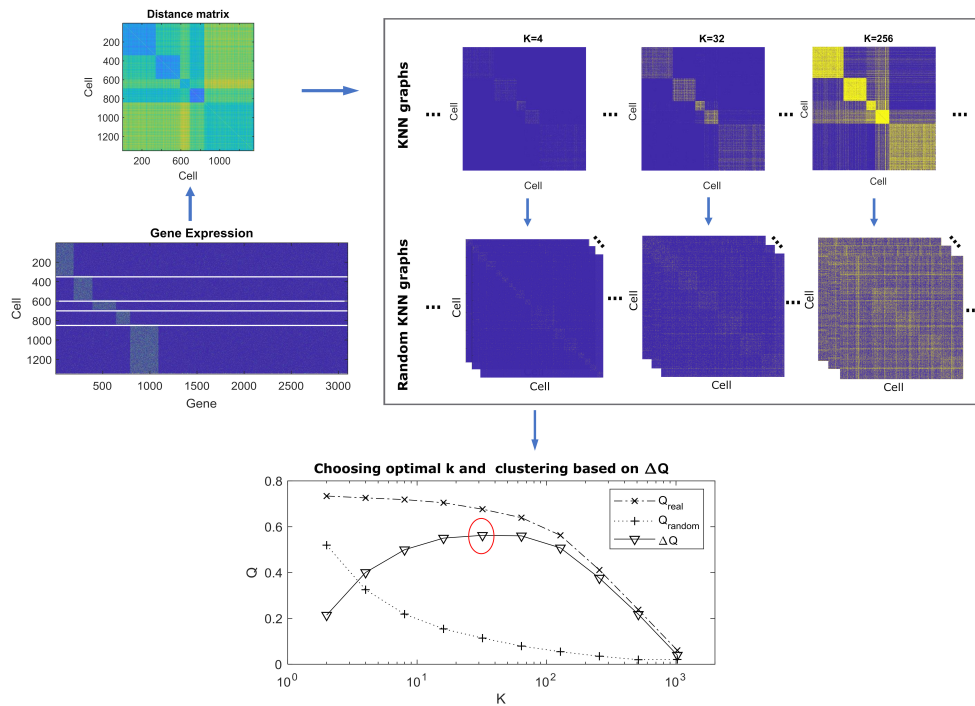 Distance matrix
Cell
200
400
600
800
1000
1200
200 600 1000
Cell
Gene Expression
Cell
200
400
600
800
1000
1200
500 1000 1500 2000 2500 3000
Gene
KNN graphs
K=4 K=32 K=256
Cell Cell Cell
Cell Cell Cell
Random KNN graphs
Cell Cell Cell
Cell Cell Cell
Choosing optimal k and clustering based on ΔQ
Q
0.8
0.6
0.4
0.2
0
Q_real
Q_random
ΔQ
10^0 10^1 10^2 10^3
K